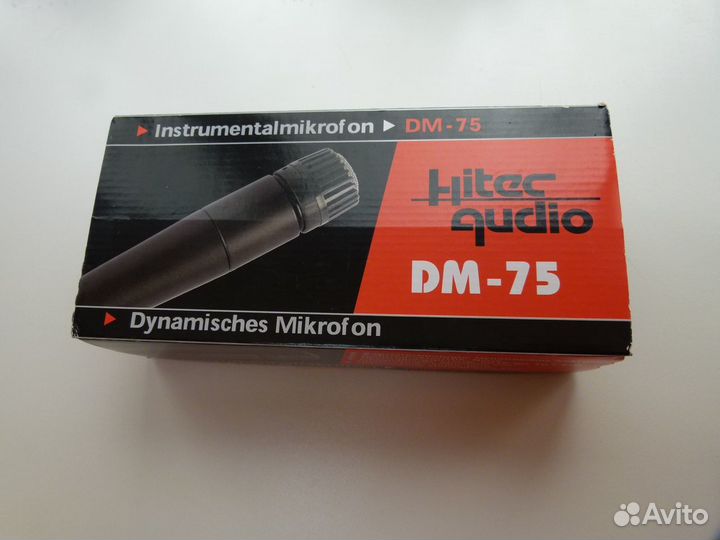 Instrumentalmikrofon DM-75
Hitec
audio
DM-75
Dynamisches Mikrofon
Avito